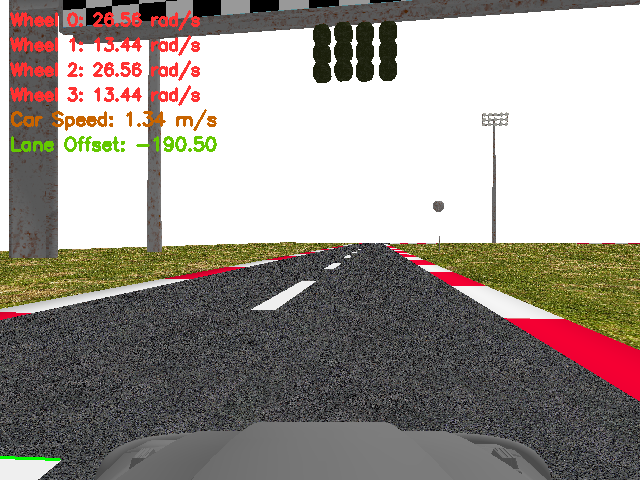 Wheel 0: 26.56 rad/s
Wheel 1: 13.44 rad/s
Wheel 2: 26.56 rad/s
Wheel 3: 13.44 rad/s
Car Speed: 1.34 m/s
Lane Offset: -190.50